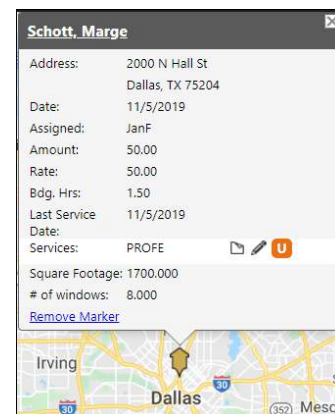 Schott, Marge
Address: 2000 N Hall St
Dallas, TX 75204
Date: 11/5/2019
Assigned: JanF
Amount: 50.00
Rate: 50.00
Bdg. Hrs: 1.50
Last Service Date: 11/5/2019
Services: PROFE U
Square Footage: 1700.000
# of windows: 8.000
Remove Marker
Irving
30
Dallas
30
352 Mesq